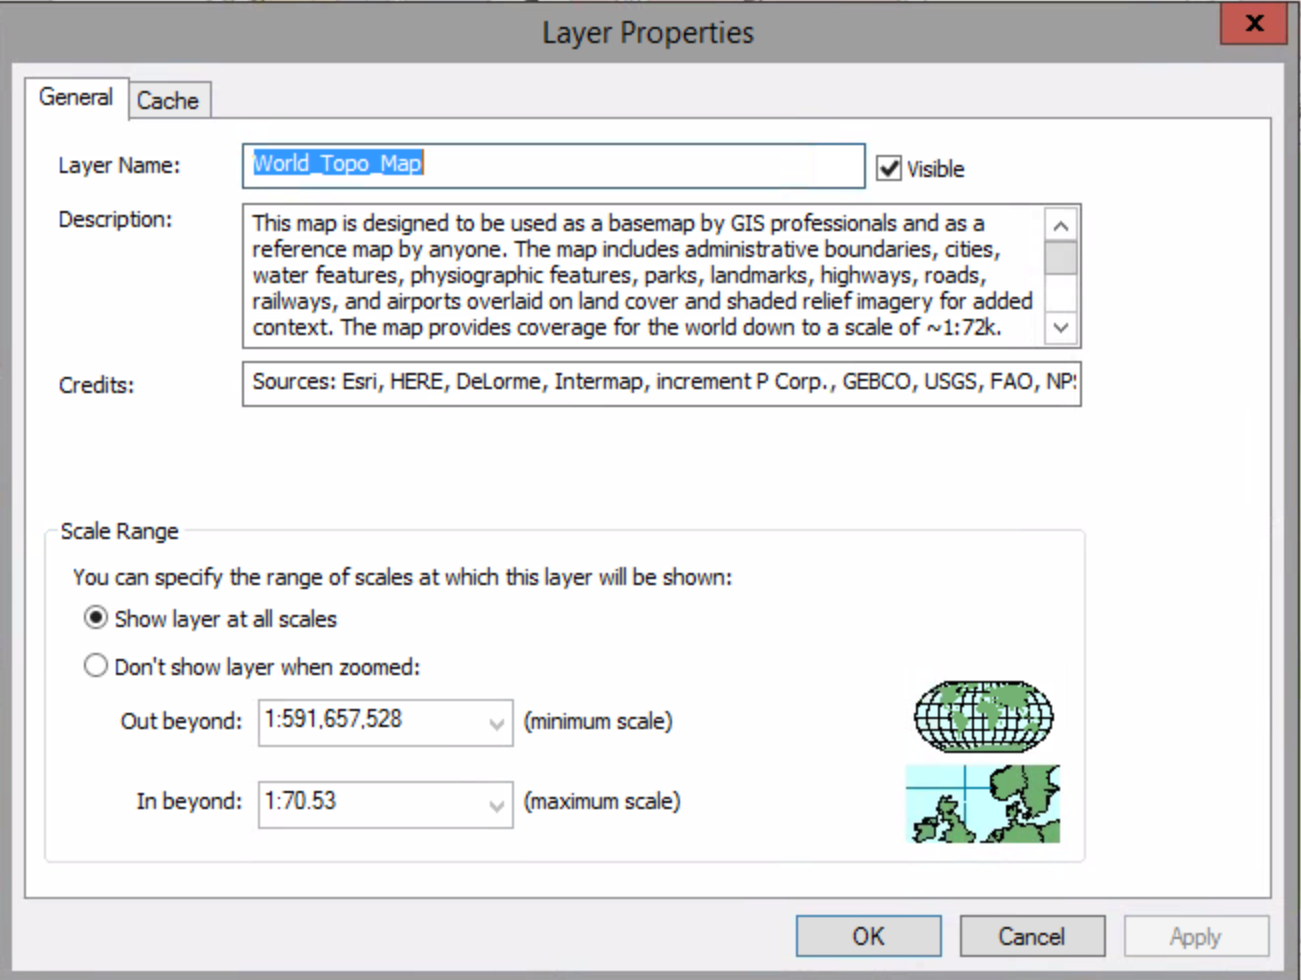 Layer Properties
X
General
Cache
Layer Name:
World_Topo_Map
Visible
Description:
This map is designed to be used as a basemap by GIS professionals and as a
reference map by anyone. The map includes administrative boundaries, cities,
water features, physiographic features, parks, landmarks, highways, roads,
railways, and airports overlaid on land cover and shaded relief imagery for added
context. The map provides coverage for the world down to a scale of ~1:72k.
Credits:
Sources: Esri, HERE, DeLorme, Intermap, increment P Corp., GEBCO, USGS, FAO, NPS
Scale Range
You can specify the range of scales at which this layer will be shown:
Show layer at all scales
Don't show layer when zoomed:
Out beyond:
1:591,657,528
(minimum scale)
In beyond:
1:70.53
(maximum scale)
OK
Cancel
Apply